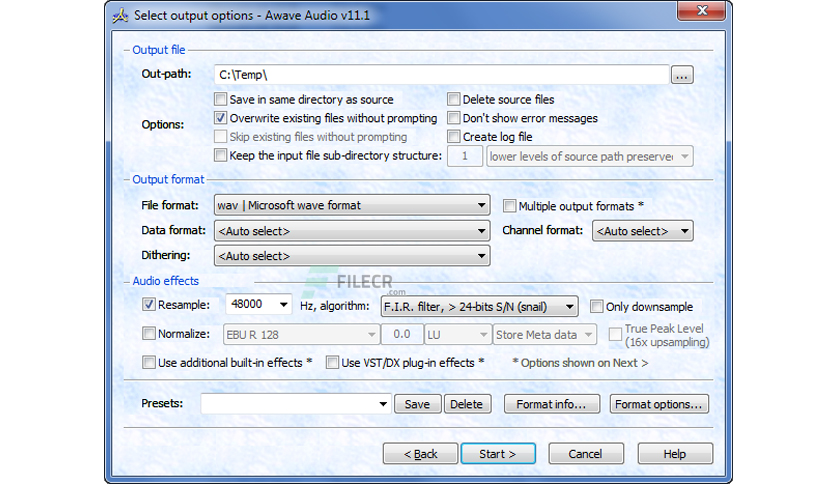 Select output options - Awave Audio v11.1
Output file
Out-path: C:\Temp\ ...
Save in same directory as source Delete source files
Options: Overwrite existing files without prompting Don't show error messages
Skip existing files without prompting Create log file
Keep the input file sub-directory structure: 1 lower levels of source path preserved
Output format
File format: wav | Microsoft wave format Multiple output formats *
Data format: <Auto select> Channel format: <Auto select>
Dithering: <Auto select>
FILECR
.com
Audio effects
Resample: 48000 Hz, algorithm: F.I.R. filter, > 24-bits S/N (snail) Only downsample
Normalize: EBU R 128 0.0 LU Store Meta data True Peak Level
(16x upsampling)
Use additional built-in effects * Use VST/DX plug-in effects * * Options shown on Next >
Presets: Save Delete Format info... Format options...
< Back Start > Cancel Help